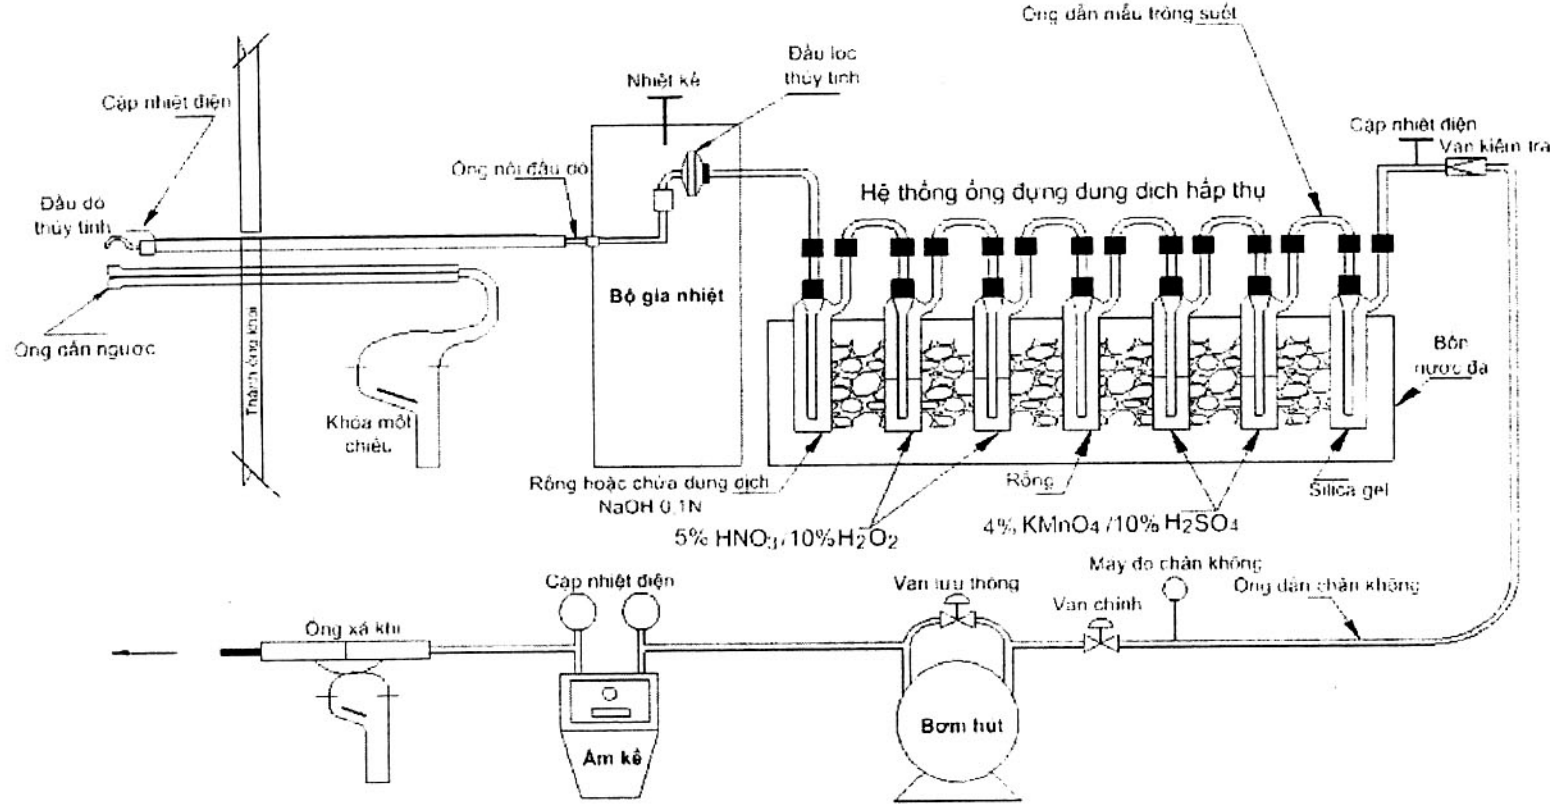 Ống dẫn mẫu trong suốt
Đầu lọc
thủy tinh
Nhiệt kế
Cặp nhiệt điện
Cặp nhiệt điện
Van kiểm tra
Ống nối đầu dò
Hệ thống ống đựng dung dịch hấp thụ
Đầu dò
thủy tinh
Bộ gia nhiệt
Thành ống khói
Ống cản ngược
Bồn
nước đá
Khóa một
chiều
Rỗng hoặc chứa dung dịch
NaOH 0,1N
Rỗng
Silica gel
5% HNO3/10%H2O2
4% KMnO4/10% H2SO4
Máy đo chân không
Cặp nhiệt điện
Van lưu thông
Van chính
Ống dẫn chân không
Ống xả khí
Bơm hút
Ẩm kế